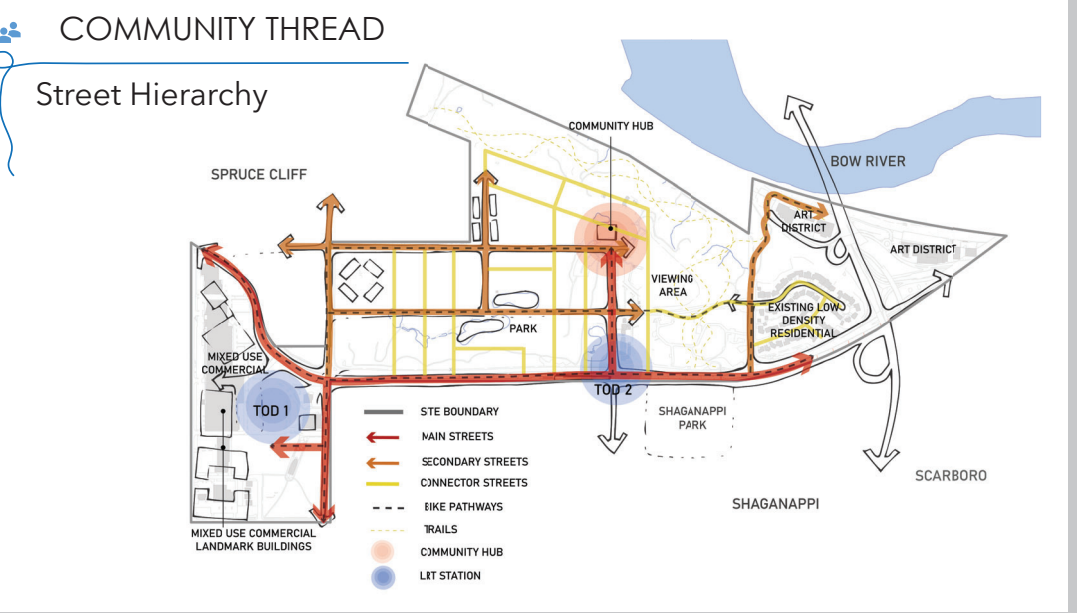 COMMUNITY THREAD
Street Hierarchy
COMMUNITY HUB
SPRUCE CLIFF
BOW RIVER
ART
DISTRICT
ART DISTRICT
VIEWING
AREA
EXISTING LOW
DENSITY
RESIDENTIAL
PARK
MIXED USE
COMMERCIAL
TOD 1
TOD 2
SHAGANAPPI
PARK
STE BOUNDARY
MAIN STREETS
SECONDARY STREETS
CONNECTOR STREETS
BIKE PATHWAYS
TRAILS
COMMUNITY HUB
LRT STATION
SCARBORO
SHAGANAPPI
MIXED USE COMMERCIAL
LANDMARK BUILDINGS